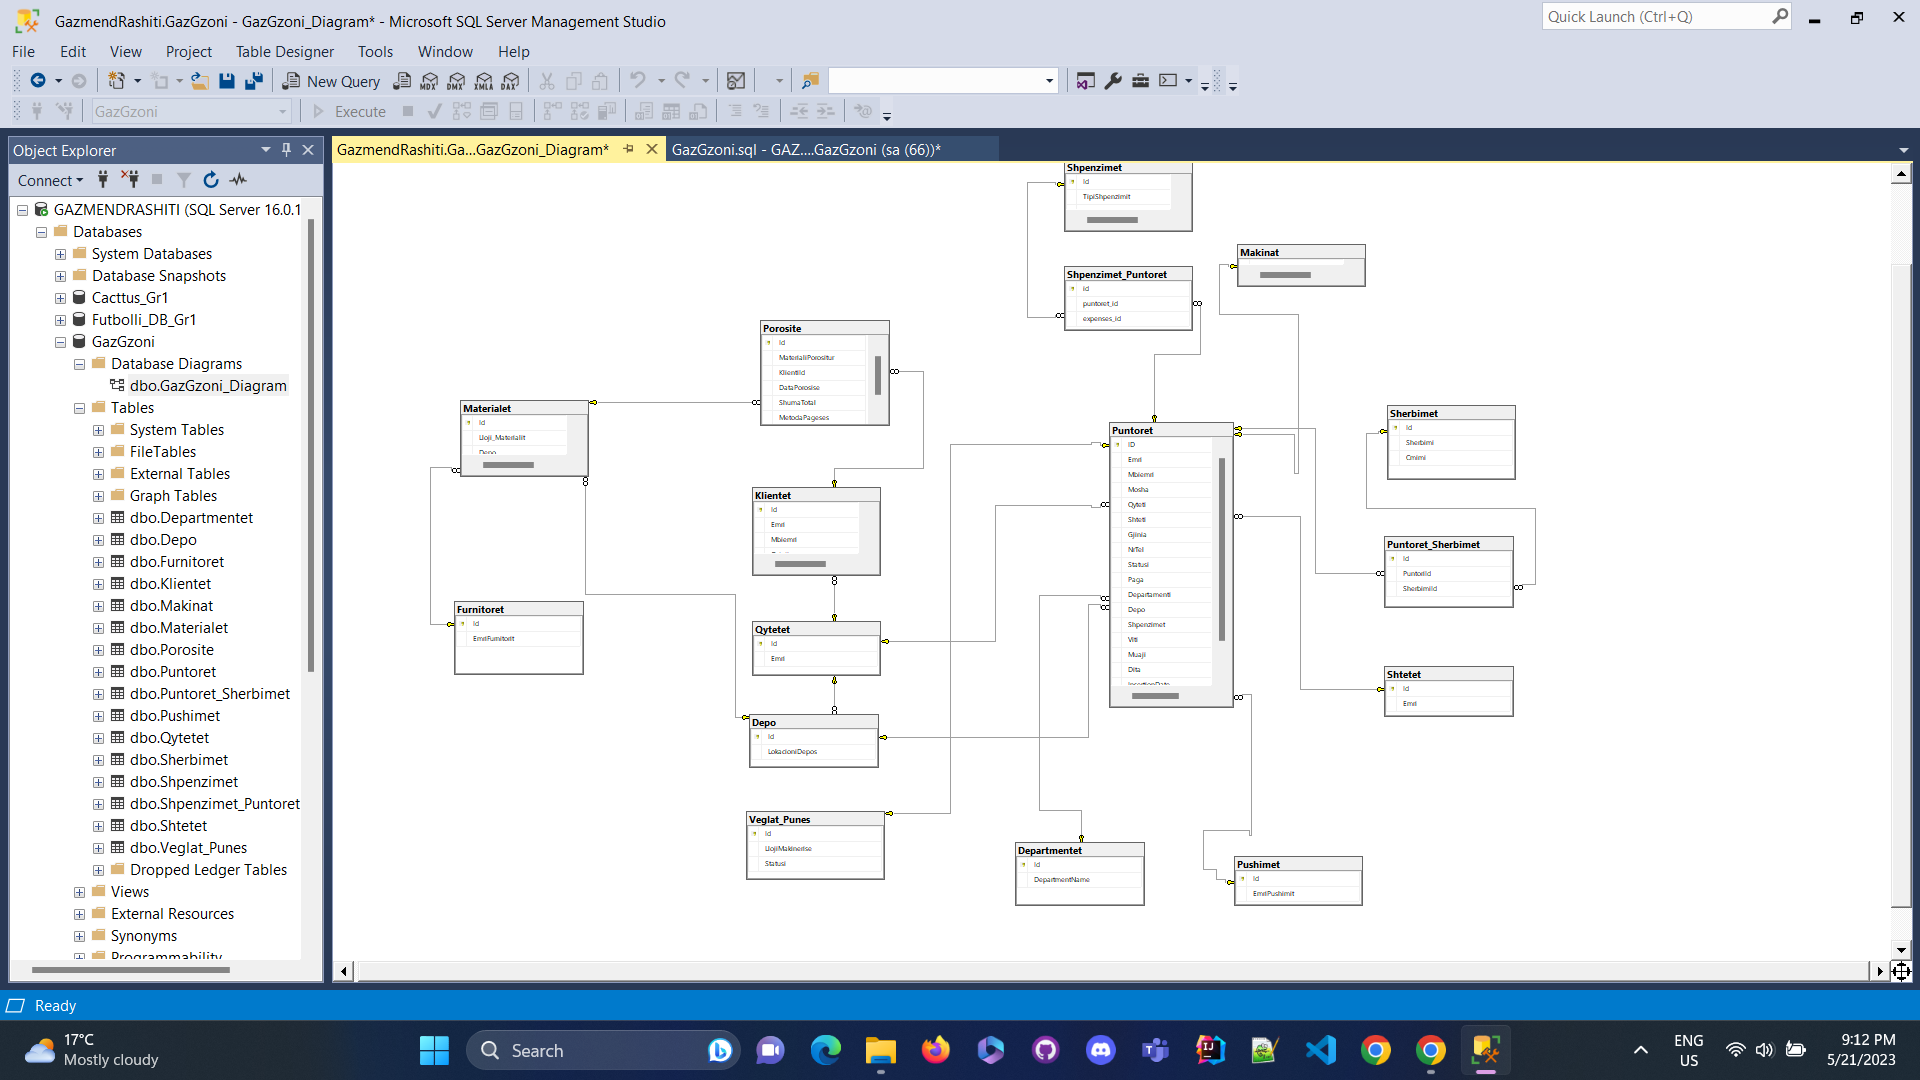 GazmendRashiti.GazGzoni - GazGzoni_Diagram* - Microsoft SQL Server Management Studio
Quick Launch (Ctrl+Q)
File Edit View Project Table Designer Tools Window Help
New Query
MDX DMX XMLA DAX
GazGzoni
Execute
Object Explorer
Connect
GAZMENDRASHITI (SQL Server 16.0.1
Databases
System Databases
Database Snapshots
Cacttus_Gr1
Futbolli_DB_Gr1
GazGzoni
Database Diagrams
dbo.GazGzoni_Diagram
Tables
System Tables
FileTables
External Tables
Graph Tables
dbo.Departmentet
dbo.Depo
dbo.Furnitoret
dbo.Klientet
dbo.Makinat
dbo.Materialet
dbo.Porosite
dbo.Puntoret
dbo.Puntoret_Sherbimet
dbo.Pushimet
dbo.Qytetet
dbo.Sherbimet
dbo.Shpenzimet
dbo.Shpenzimet_Puntoret
dbo.Shtetet
dbo.Veglat_Punes
Dropped Ledger Tables
Views
External Resources
Synonyms
Programmability
GazmendRashiti.Ga...GazGzoni_Diagram*
GazGzoni.sql - GAZ....GazGzoni (sa (66))*
Shpenzimet
Id
TipiShpenzimit
Makinat
Shpenzimet_Puntoret
Id
puntoret_id
expenses_id
Porosite
Id
MaterialiPorositur
KlientiId
DataPorosise
ShumaTotal
MetodaPageses
Materialet
Id
Lloji_Materialit
Depo
Klientet
Id
Emri
Mbiemri
Furnitoret
Id
EmriFurnitorit
Qytetet
Id
Emri
Depo
Id
LokacioniDepos
Veglat_Punes
Id
LlojiMakinerise
Statusi
Puntoret
ID
Emri
Mbiemri
Mosha
Qyteti
Shteti
Gjinia
NrTel
Statusi
Paga
Departamenti
Depo
Shpenzimet
Viti
Muaji
Dita
InsertionDate
Sherbimet
Id
Sherbimi
Cmimi
Puntoret_Sherbimet
Id
PuntoriId
SherbimiId
Shtetet
Id
Emri
Departmentet
Id
DepartmentName
Pushimet
Id
EmriPushimit
Ready
17°C
Mostly cloudy
Search
ENG
US
9:12 PM
5/21/2023